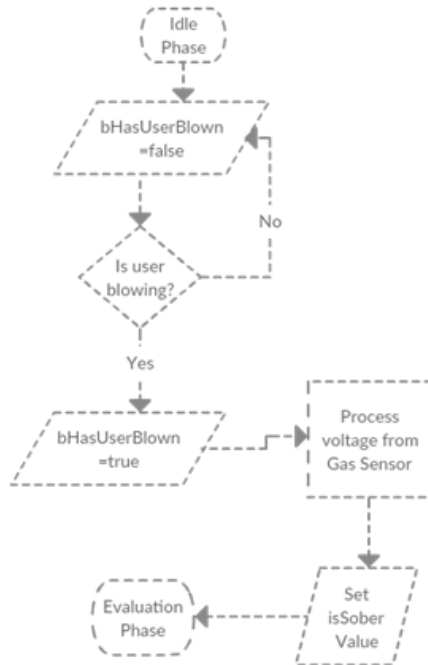 Idle
Phase
bHasUserBlown
=false
No
Is user
blowing?
Yes
bHasUserBlown
=true
Process
voltage from
Gas Sensor
Set
isSober
Value
Evaluation
Phase